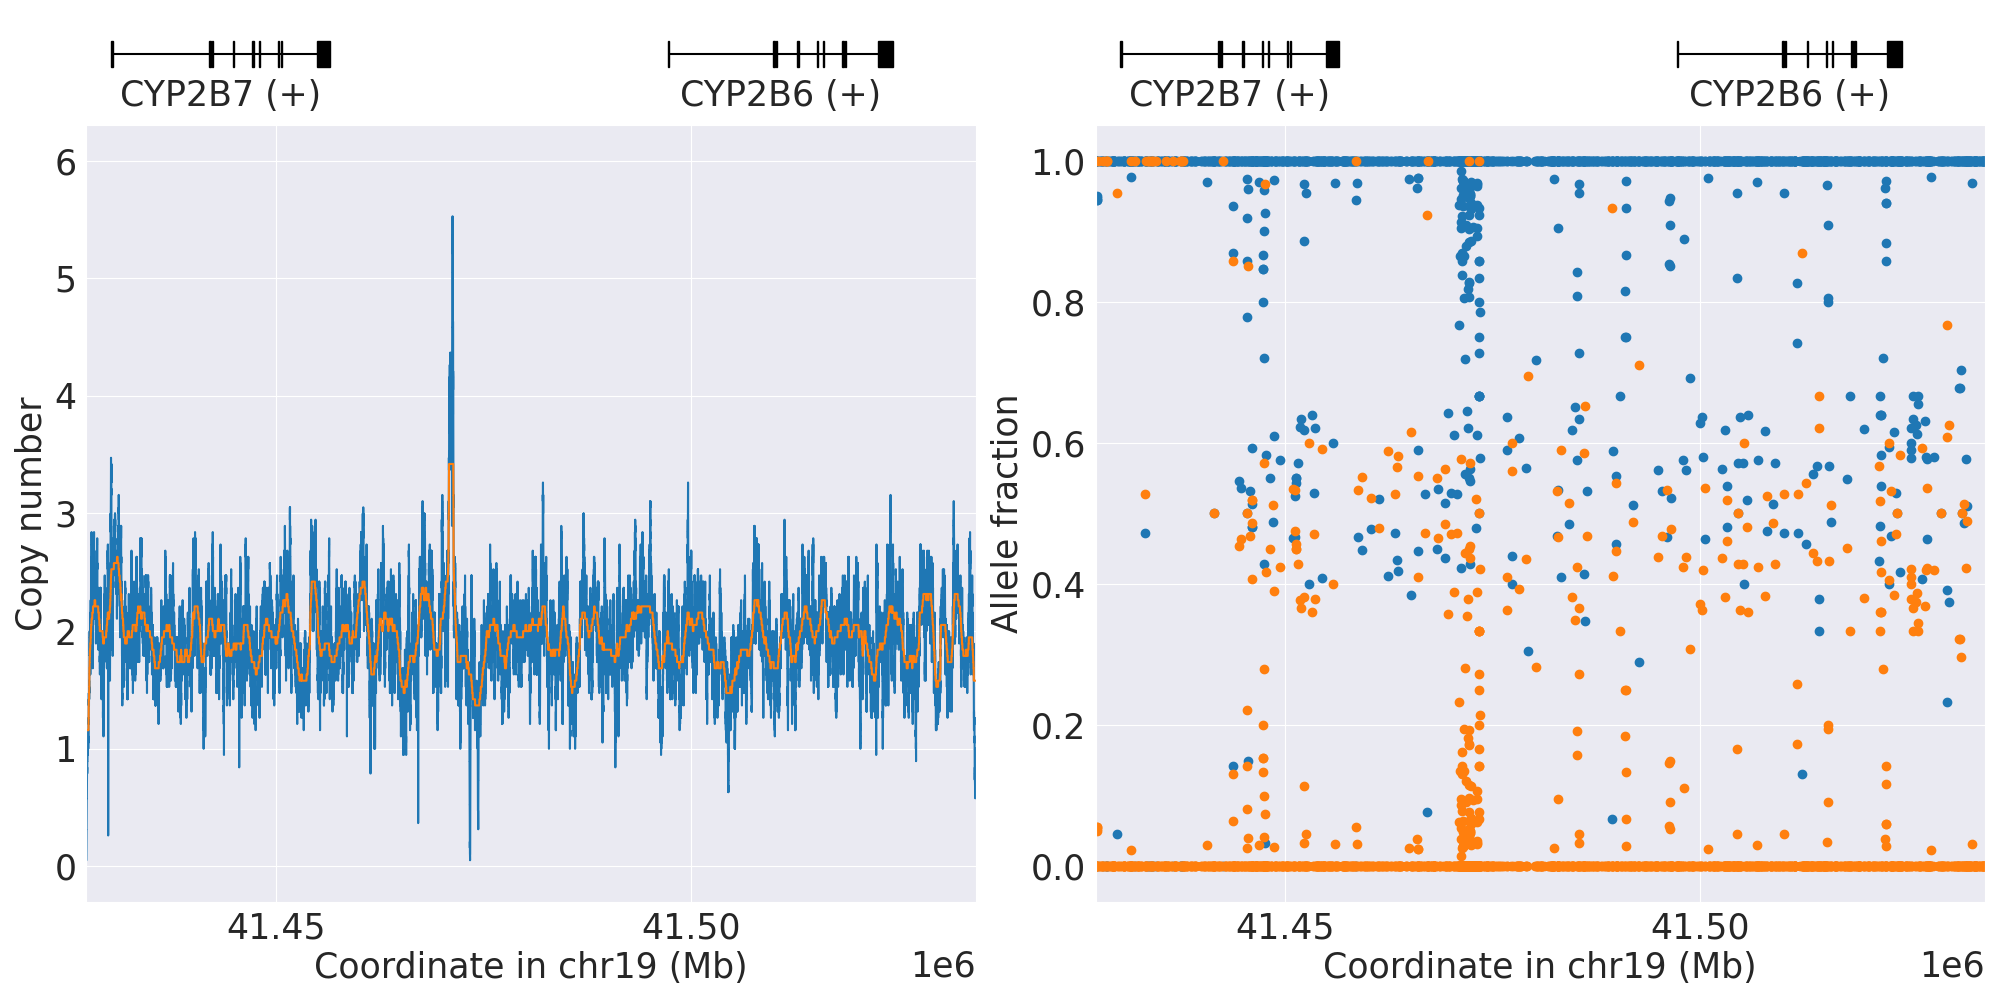 CYP2B7 (+)
CYP2B6 (+)
CYP2B7 (+)
CYP2B6 (+)
Copy number
6
5
4
3
2
1
0
41.45
41.50
Coordinate in chr19 (Mb)
1e6
Allele fraction
1.0
0.8
0.6
0.4
0.2
0.0
41.45
41.50
Coordinate in chr19 (Mb)
1e6